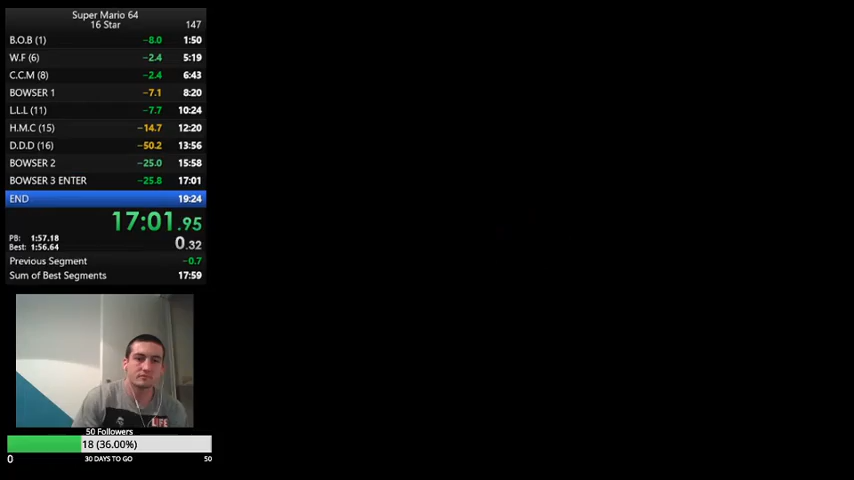 Super Mario 64
16 Star 147
B.O.B (1) -8.0 1:50
W.F (6) -2.4 5:19
C.C.M (8) -2.4 6:43
BOWSER 1 -7.1 8:20
L.L.L (11) -7.7 10:24
H.M.C (15) -14.7 12:20
D.D.D (16) -50.2 13:56
BOWSER 2 -25.0 15:58
BOWSER 3 ENTER -25.8 17:01
END 19:24
17:01.95
PB: 1:57.18
Best: 1:56.64 0.32
Previous Segment -0.7
Sum of Best Segments 17:59
LIFE
50 Followers
18 (36.00%)
0 30 DAYS TO GO 50